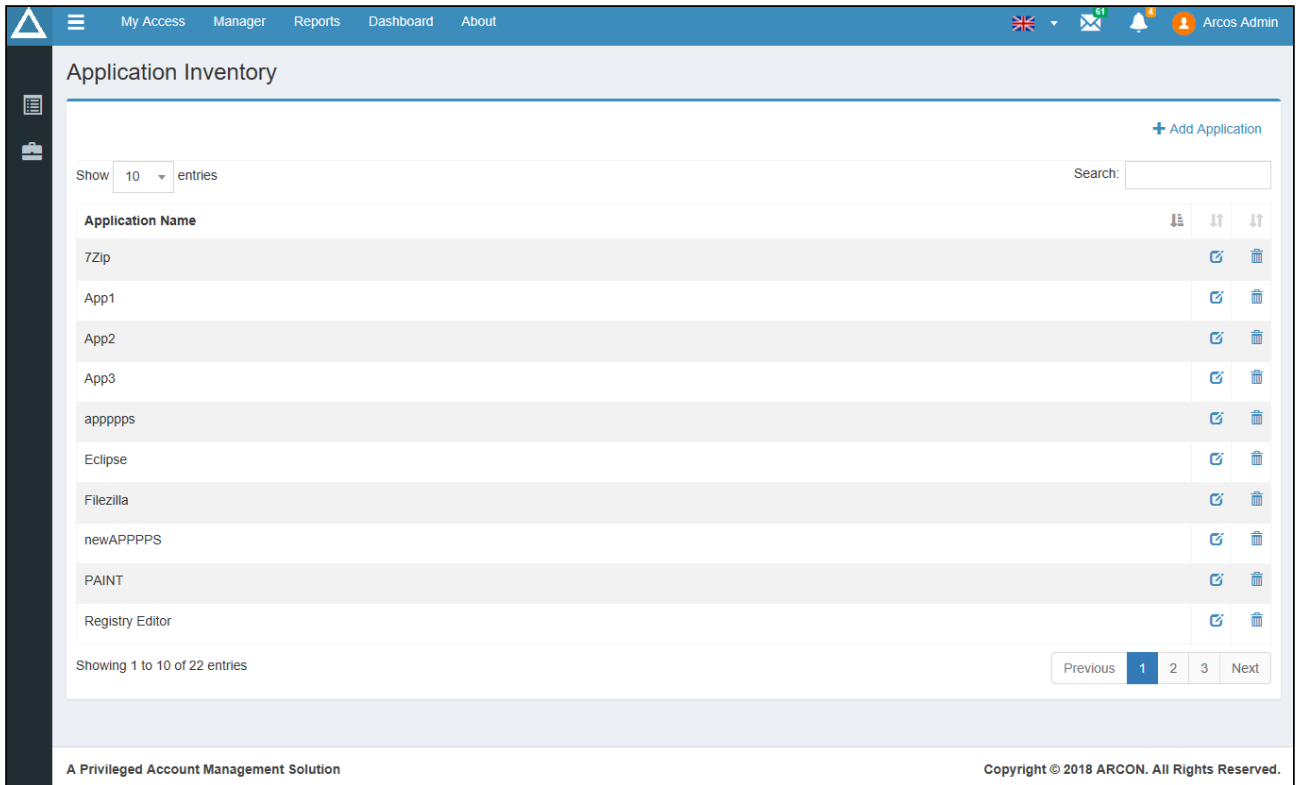 My Access Manager Reports Dashboard About 61 4 Arcos Admin
Application Inventory
Add Application
Show 10 entries Search:
Application Name
7Zip
App1
App2
App3
appppps
Eclipse
Filezilla
newAPPPPS
PAINT
Registry Editor
Showing 1 to 10 of 22 entries Previous 1 2 3 Next
A Privileged Account Management Solution Copyright © 2018 ARCON. All Rights Reserved.